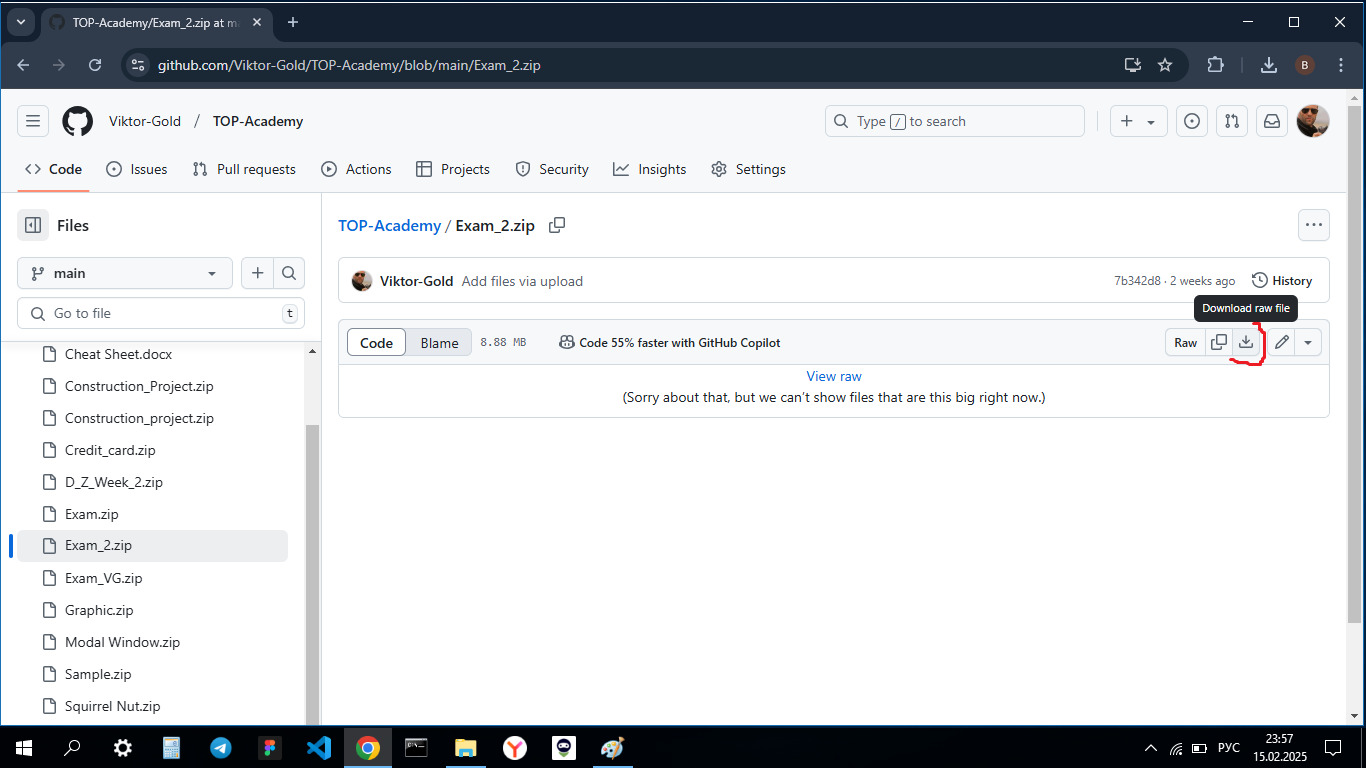 TOP-Academy/Exam_2.zip at ma
github.com/Viktor-Gold/TOP-Academy/blob/main/Exam_2.zip
B
Viktor-Gold / TOP-Academy
Type / to search
Code
Issues
Pull requests
Actions
Projects
Security
Insights
Settings
Files
main
Go to file
t
Cheat Sheet.docx
Construction_Project.zip
Construction_project.zip
Credit_card.zip
D_Z_Week_2.zip
Exam.zip
Exam_2.zip
Exam_VG.zip
Graphic.zip
Modal Window.zip
Sample.zip
Squirrel Nut.zip
TOP-Academy / Exam_2.zip
Viktor-Gold Add files via upload
7b342d8 · 2 weeks ago
History
Download raw file
Code
Blame
8.88 MB
Code 55% faster with GitHub Copilot
Raw
View raw
(Sorry about that, but we can’t show files that are this big right now.)
РУС
23:57
15.02.2025